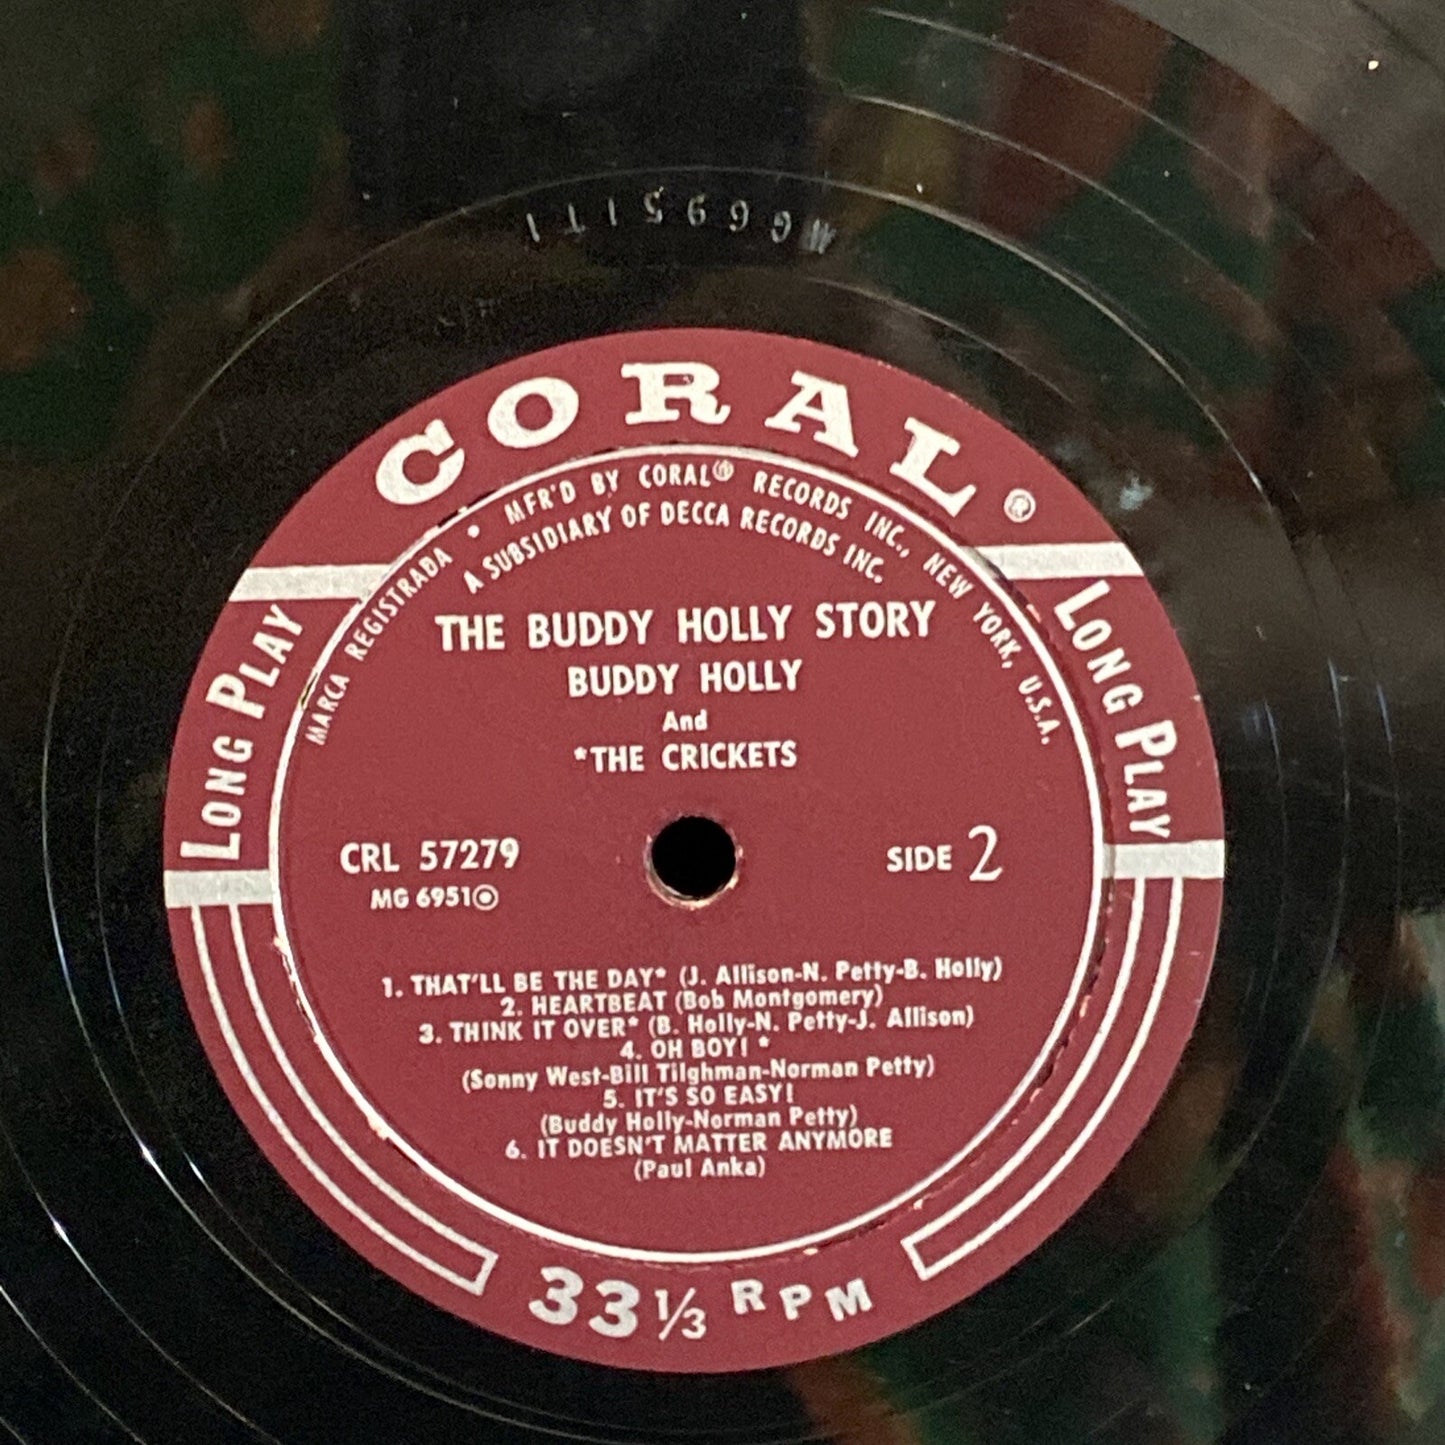 MG6951T1
CORAL®
MARCA REGISTRADA • MFR'D BY CORAL® RECORDS INC., NEW YORK, U.S.A.
A SUBSIDIARY OF DECCA RECORDS INC.
LONG PLAY
LONG PLAY
THE BUDDY HOLLY STORY
BUDDY HOLLY
And
*THE CRICKETS
CRL 57279
MG 6951
SIDE 2
1. THAT'LL BE THE DAY* (J. Allison-N. Petty-B. Holly)
2. HEARTBEAT (Bob Montgomery)
3. THINK IT OVER* (B. Holly-N. Petty-J. Allison)
4. OH BOY! *
(Sonny West-Bill Tilghman-Norman Petty)
5. IT'S SO EASY!
(Buddy Holly-Norman Petty)
6. IT DOESN'T MATTER ANYMORE
(Paul Anka)
33 1/3 RPM